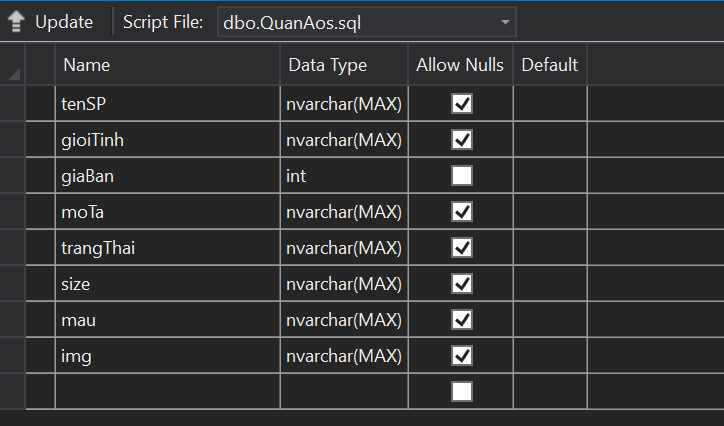 Update Script File: dbo.QuanAos.sql
Name Data Type Allow Nulls Default
tenSP nvarchar(MAX)
gioiTinh nvarchar(MAX)
giaBan int
moTa nvarchar(MAX)
trangThai nvarchar(MAX)
size nvarchar(MAX)
mau nvarchar(MAX)
img nvarchar(MAX)